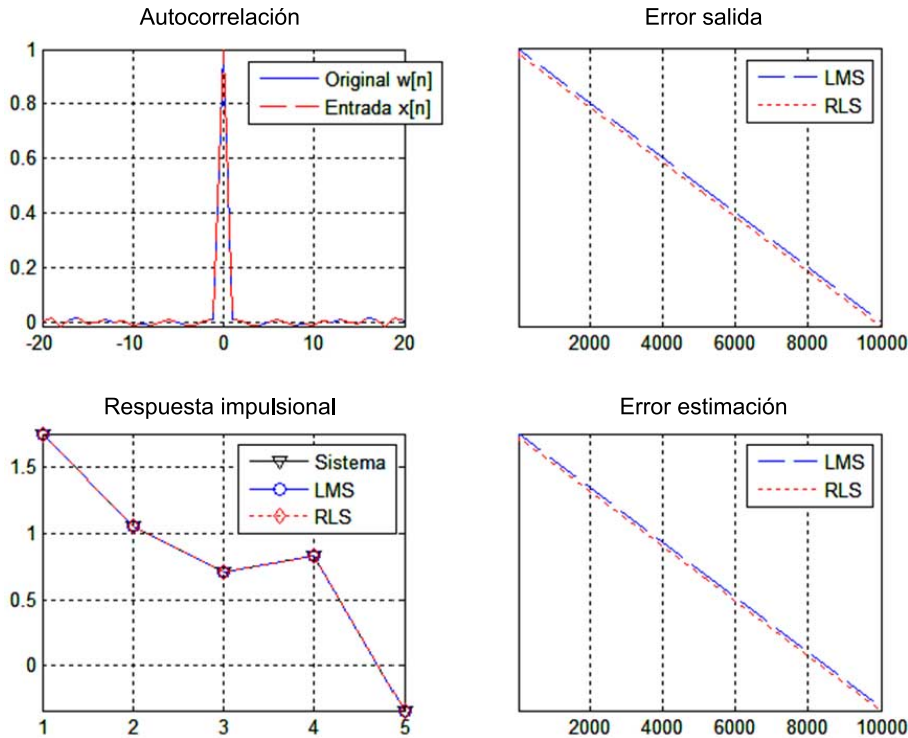 Autocorrelación
1
0.8
0.6
0.4
0.2
0
-20
-10
0
10
20
Original w[n]
Entrada x[n]
Error salida
LMS
RLS
2000
4000
6000
8000
10000
Respuesta impulsional
1.5
1
0.5
0
1
2
3
4
5
Sistema
LMS
RLS
Error estimación
LMS
RLS
2000
4000
6000
8000
10000